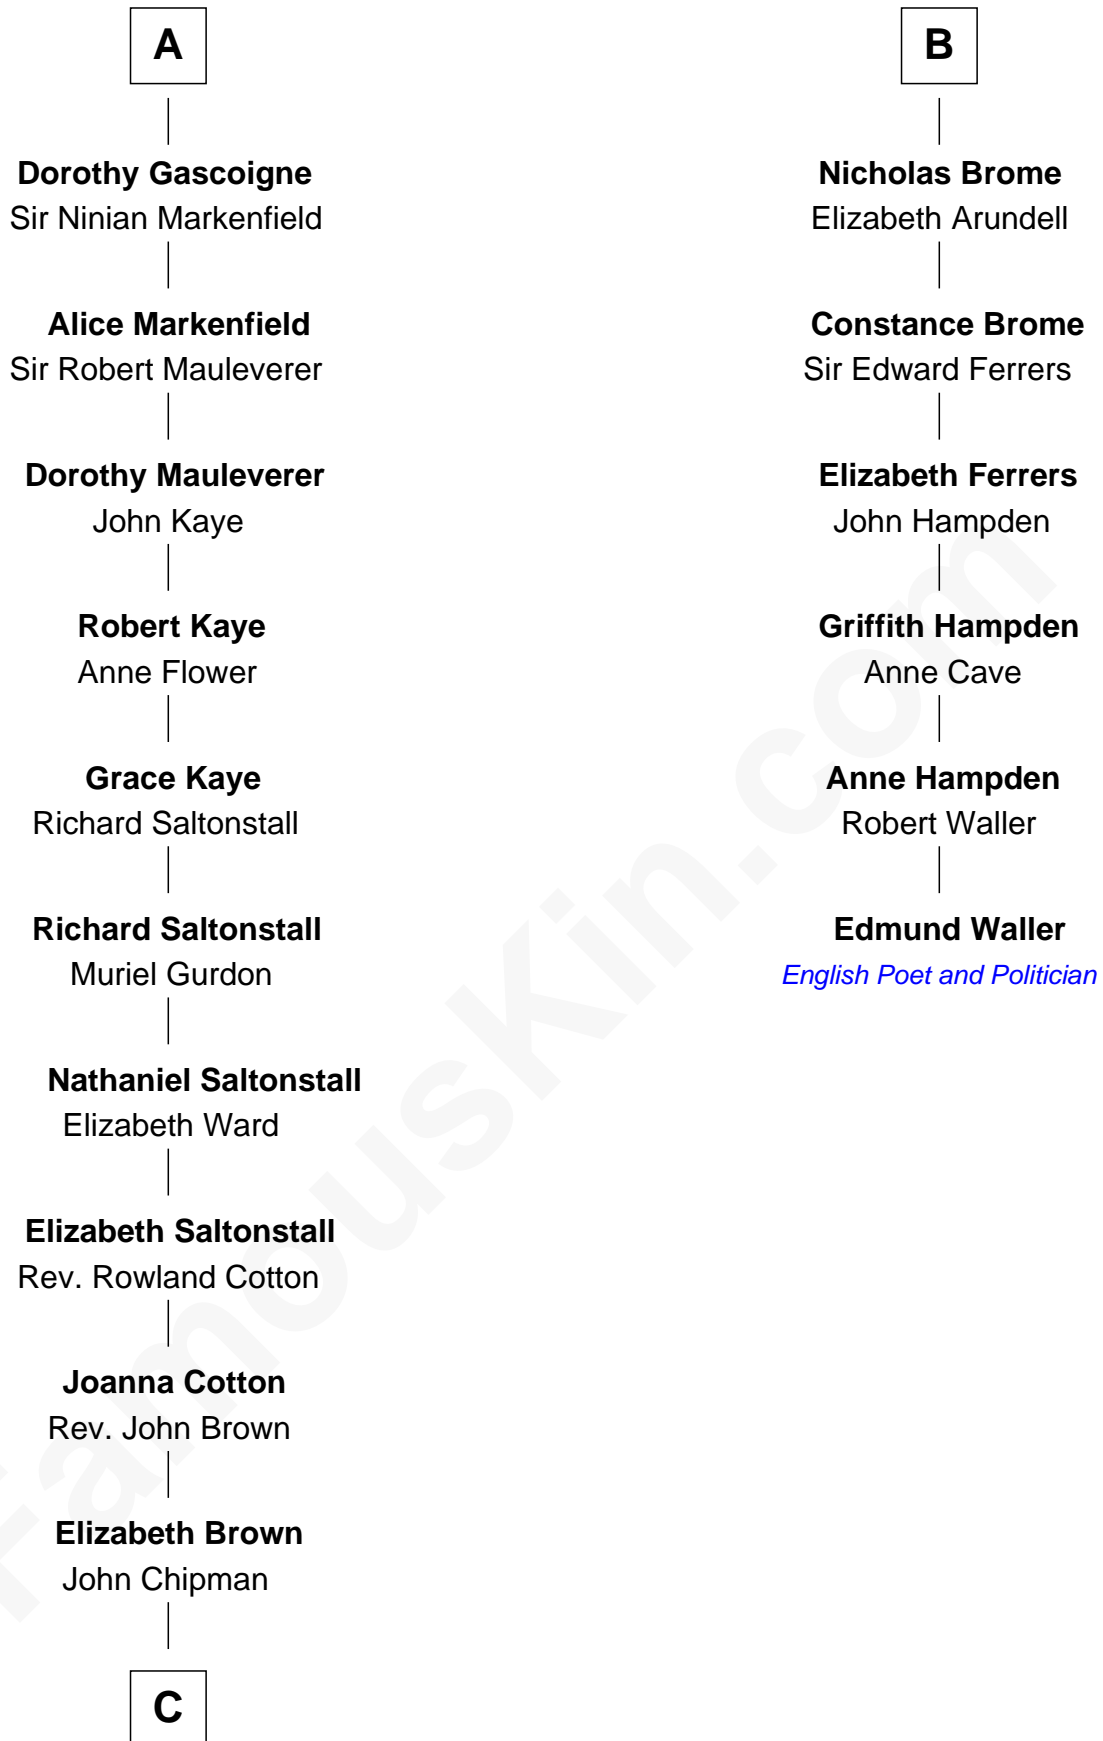 A
Dorothy Gascoigne
Sir Ninian Markenfield
Alice Markenfield
Sir Robert Mauleverer
Dorothy Mauleverer
John Kaye
Robert Kaye
Anne Flower
Grace Kaye
Richard Saltonstall
Richard Saltonstall
Muriel Gurdon
Nathaniel Saltonstall
Elizabeth Ward
Elizabeth Saltonstall
Rev. Rowland Cotton
Joanna Cotton
Rev. John Brown
Elizabeth Brown
John Chipman
C
B
Nicholas Brome
Elizabeth Arundell
Constance Brome
Sir Edward Ferrers
Elizabeth Ferrers
John Hampden
Griffith Hampden
Anne Cave
Anne Hampden
Robert Waller
Edmund Waller
English Poet and Politician
FamousKin.com